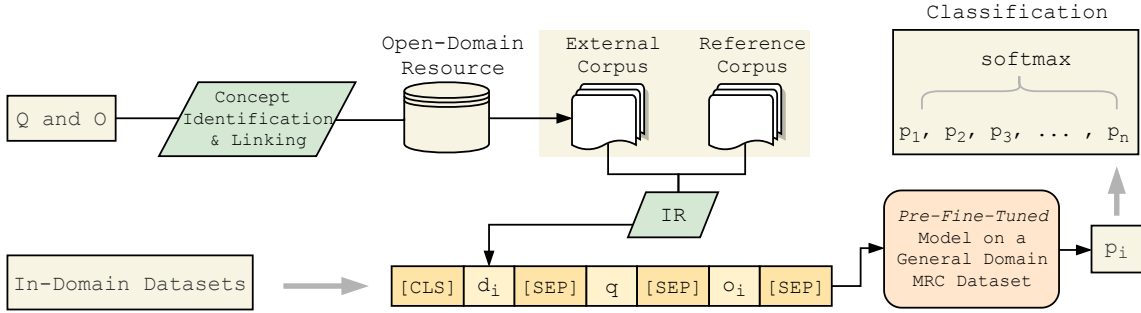 Classification
Open-Domain
Resource
External
Corpus
Reference
Corpus
softmax
Q and O
Concept
Identification
& Linking
p₁, p₂, p₃, ... , pₙ
IR
Pre-Fine-Tuned
Model on a
General Domain
MRC Dataset
pᵢ
In-Domain Datasets
[CLS] dᵢ [SEP] q [SEP] oᵢ [SEP]